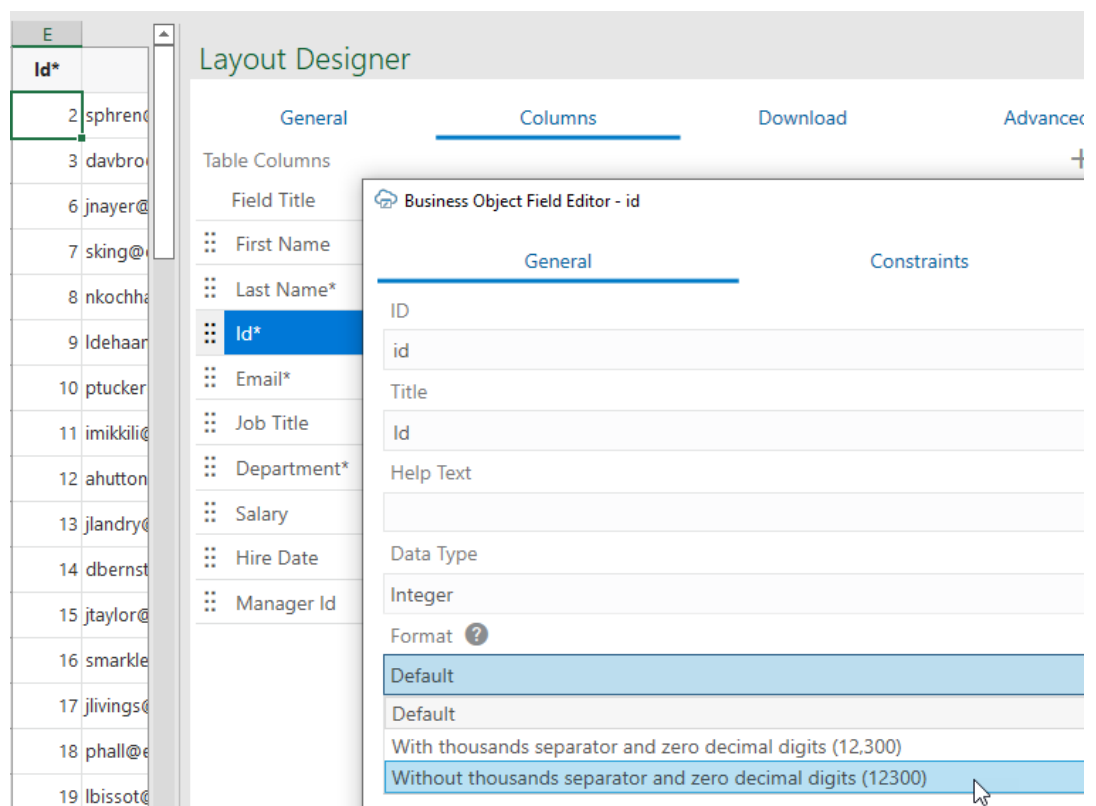 E
Id*
2 sphren@
3 davbro
6 jnayer@
7 sking@
8 nkochha
9 ldehaan
10 ptucker
11 imikkili@
12 ahutton
13 jlandry@
14 dbernst
15 jtaylor@
16 smarkle
17 jlivings@
18 phall@e
19 lbissot@
Layout Designer
General Columns Download Advanced
Table Columns +
Field Title
First Name
Last Name*
Id*
Email*
Job Title
Department*
Salary
Hire Date
Manager Id
Business Object Field Editor - id
General Constraints
ID
id
Title
Id
Help Text
Data Type
Integer
Format ?
Default
Default
With thousands separator and zero decimal digits (12,300)
Without thousands separator and zero decimal digits (12300)